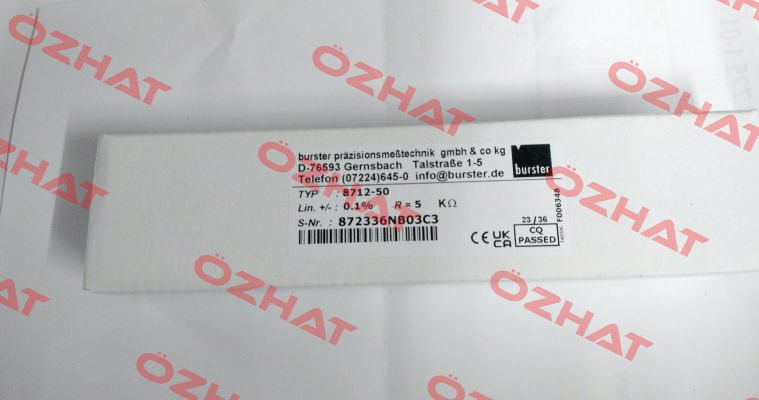 ÖZHAT
ÖZHAT
ÖZHAT
ÖZHAT
ÖZHAT
ÖZHAT
ÖZHAT
ÖZHAT
ÖZHAT
ÖZHAT
ÖZHAT
burster präzisionsmeßtechnik gmbh & co kg
D-76593 Gernsbach Talstraße 1-5
Telefon (07224)645-0 info@burster.de
burster
TYP : 8712-50
Lin. +/- : 0.1% R = 5 KΩ
S-Nr. : 872336NB03C3
CE UK CA
23 / 36
CQ
PASSED
F006348